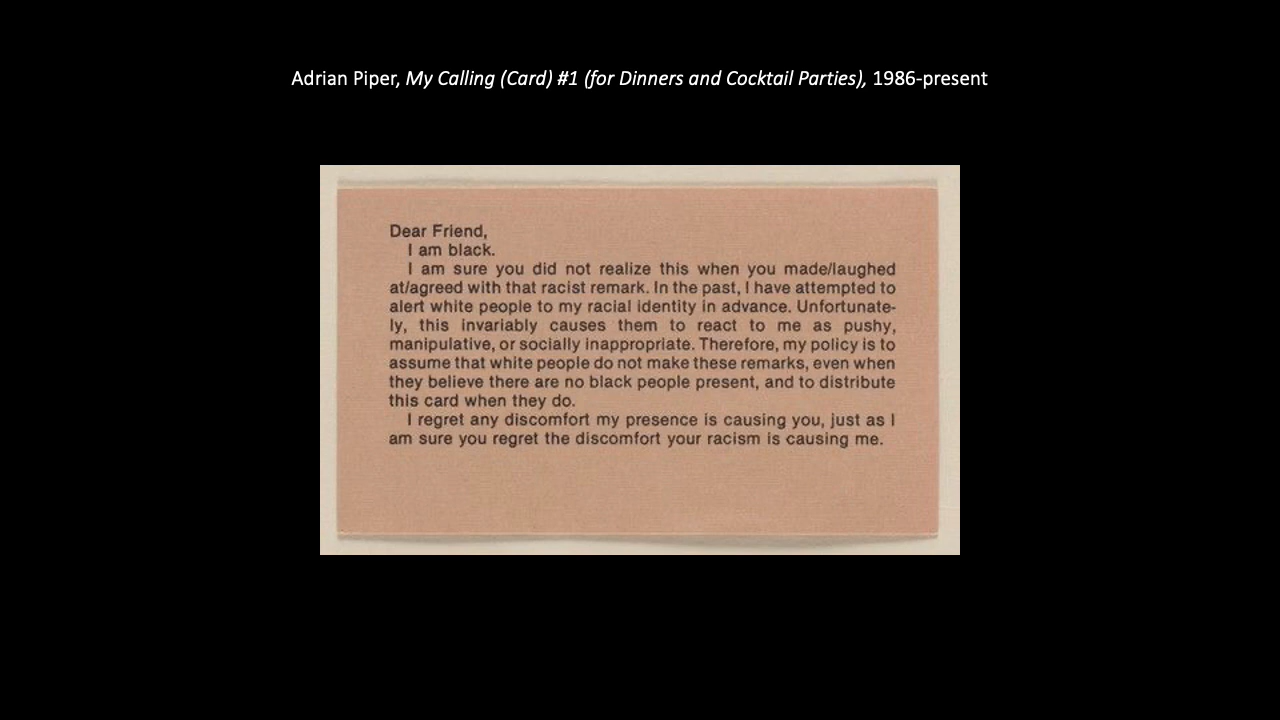 Adrian Piper, My Calling (Card) #1 (for Dinners and Cocktail Parties), 1986-present
Dear Friend,
I am black.
I am sure you did not realize this when you made/laughed
at/agreed with that racist remark. In the past, I have attempted to
alert white people to my racial identity in advance. Unfortunate-
ly, this invariably causes them to react to me as pushy,
manipulative, or socially inappropriate. Therefore, my policy is to
assume that white people do not make these remarks, even when
they believe there are no black people present, and to distribute
this card when they do.
I regret any discomfort my presence is causing you, just as I
am sure you regret the discomfort your racism is causing me.